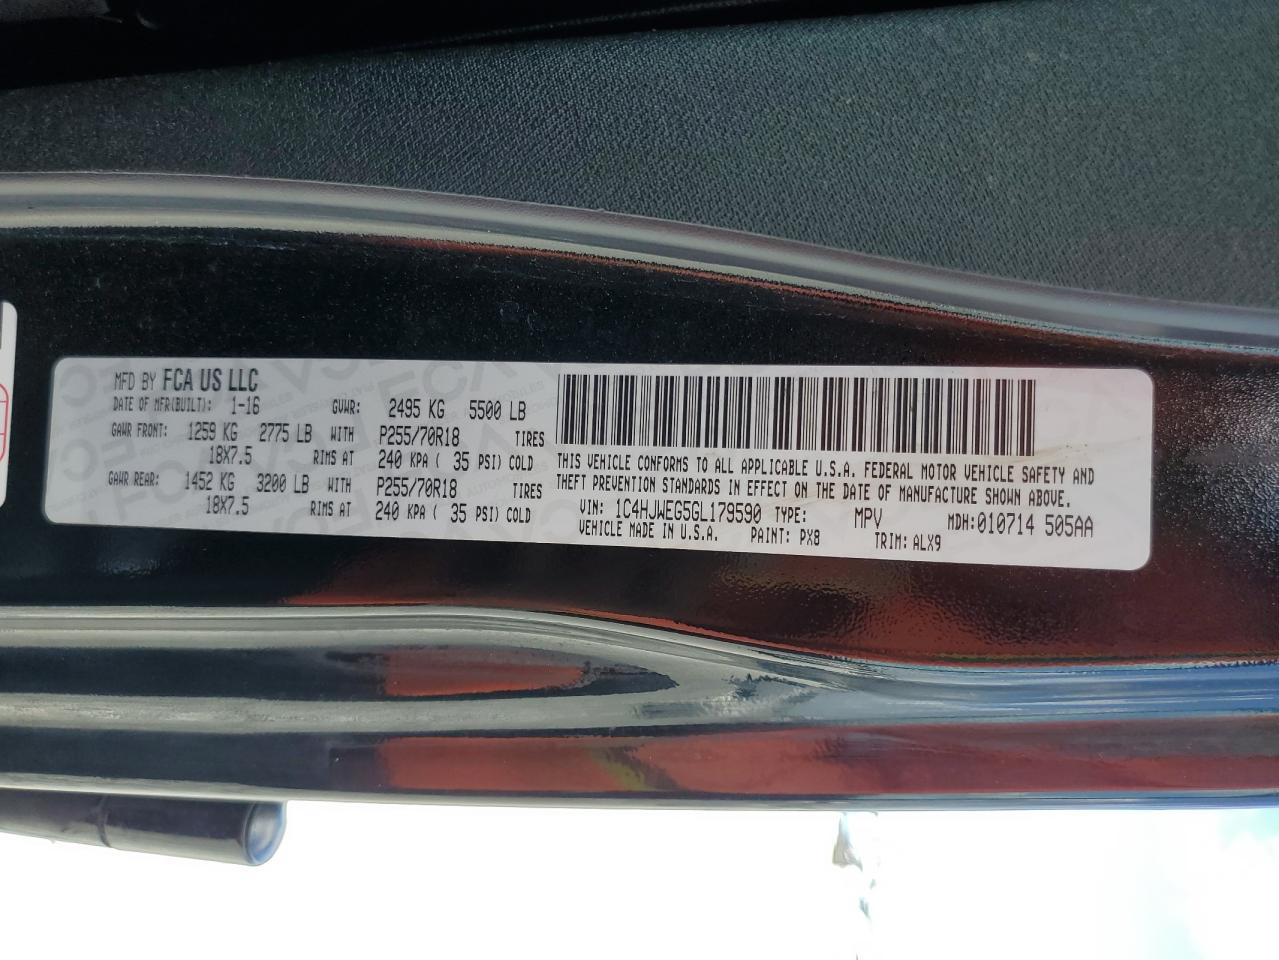 MFD BY FCA US LLC
DATE OF MFR(BUILT): 1-16 GVWR: 2495 KG 5500 LB
GAWR FRONT: 1259 KG 2775 LB WITH P255/70R18 TIRES
18X7.5 RIMS AT 240 KPA ( 35 PSI) COLD
GAWR REAR: 1452 KG 3200 LB WITH P255/70R18 TIRES
18X7.5 RIMS AT 240 KPA ( 35 PSI) COLD
THIS VEHICLE CONFORMS TO ALL APPLICABLE U.S.A. FEDERAL MOTOR VEHICLE SAFETY AND
THEFT PREVENTION STANDARDS IN EFFECT ON THE DATE OF MANUFACTURE SHOWN ABOVE.
VIN: 1C4HJWEG5GL179590 TYPE: MPV MDH:010714 505AA
VEHICLE MADE IN U.S.A. PAINT: PX8 TRIM: ALX9